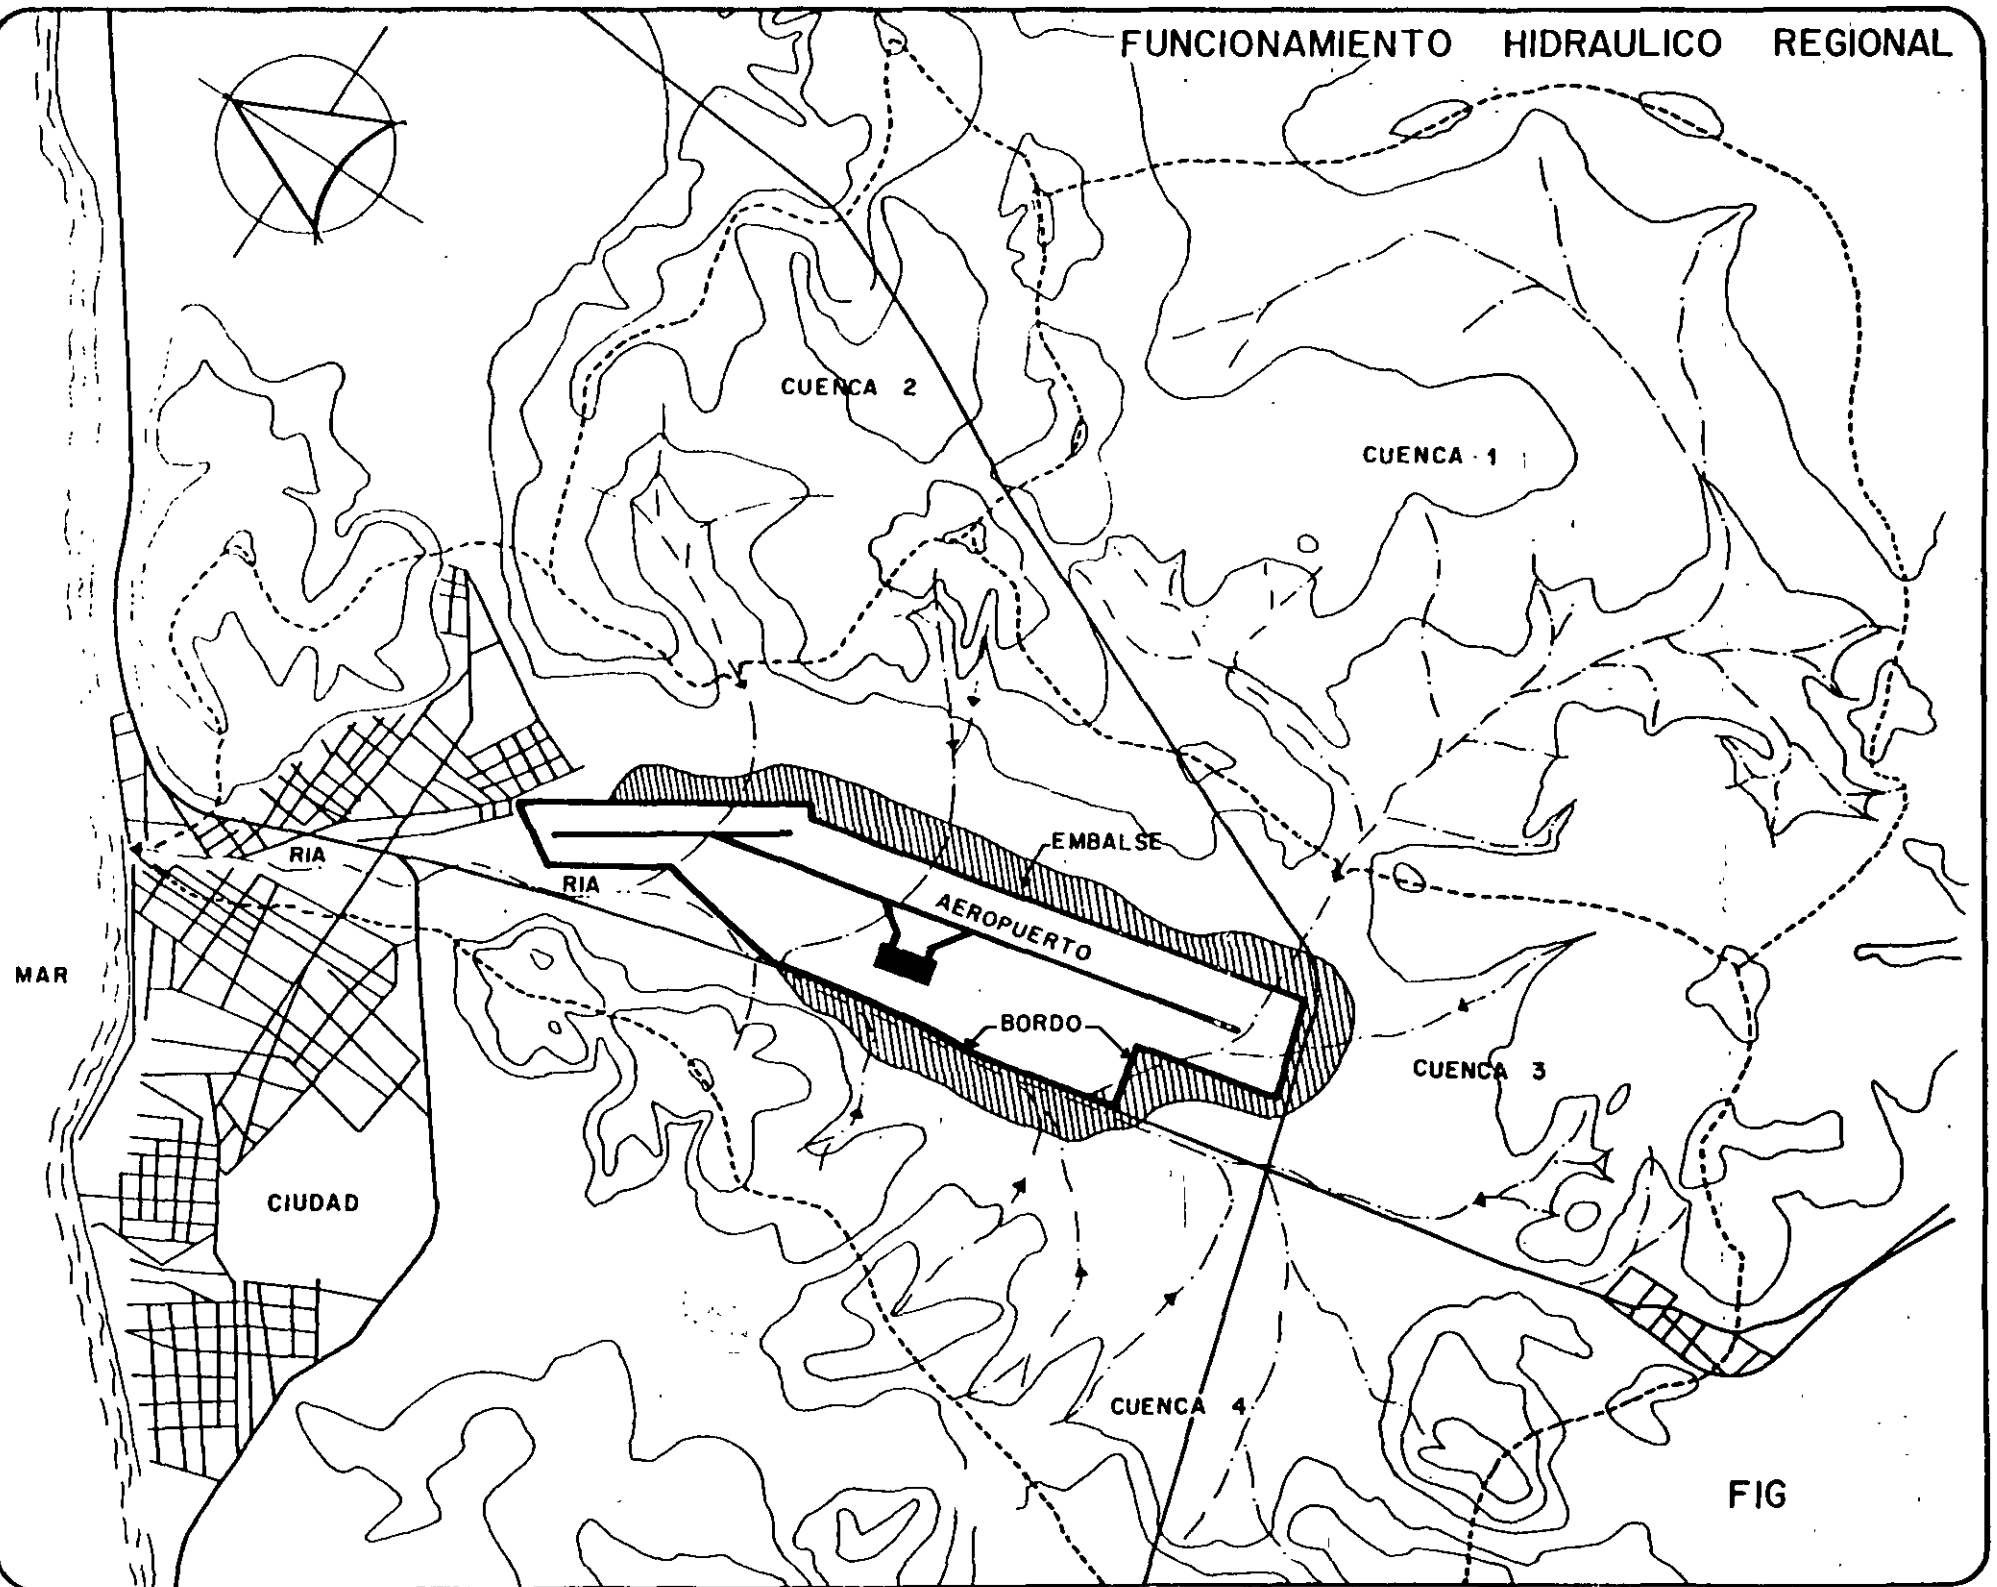 FUNCIONAMIENTO HIDRAULICO REGIONAL
CUENCA 2
CUENCA 1
EMBALSE
RIA
RIA
AEROPUERTO
MAR
BORDO
CUENCA 3
CIUDAD
CUENCA 4
FIG